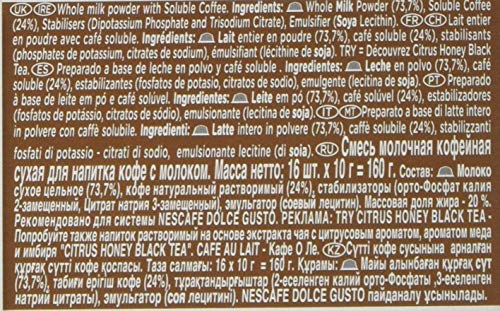 UK IRE Whole milk powder with Soluble Coffee. Ingredients: Whole Milk Powder (73,7%), Soluble Coffee
(24%), Stabilisers (Dipotassium Phosphate and Trisodium Citrate), Emulsifier (Soya Lecithin). FR CH Lait entier
en poudre avec café soluble. Ingrédients: Lait entier en poudre (73,7%), café soluble (24%), stabilisants
(phosphates de potassium, citrates de sodium), émulsifiant (lécithine de soja). TRY = Découvrez Citrus Honey Black
Tea. ES Preparado a base de leche en polvo y café soluble. Ingredientes: Leche en polvo (73,7%), café
soluble (24%), estabilizantes (fosfatos de potasio, citratos de sodio), emulgente (lecitina de soja). PT Preparado
à base de leite em pó e café solúvel. Ingredientes: Leite em pó (73,7%), café solúvel (24%), estabilizadores
(fosfatos de potássio, citratos de sódio), emulsionante (lecitina de soja). IT MT Preparato a base di latte intero
in polvere con caffè solubile. Ingredienti: Latte intero in polvere (73,7%), caffè solubile (24%), stabilizzanti
fosfati di potassio - citrati di sodio, emulsionante lecitine (di soia). RU Смесь молочная кофейная
сухая для напитка кофе с молоком. Масса нетто: 16 шт. x 10 г = 160 г. Состав: Молоко
сухое цельное (73,7%), кофе натуральный растворимый (24%), стабилизаторы (орто-Фосфат калия
2-замещенный, Цитрат натрия 3-замещенный), эмульгатор (соевый лецитин). Массовая доля жира - 20 %.
Рекомендовано для системы NESCAFE DOLCE GUSTO. РЕКЛАМА: TRY CITRUS HONEY BLACK TEA -
Попробуйте также напиток растворимый на основе экстракта чая с цитрусовым ароматом, ароматом меда
и имбиря "CITRUS HONEY BLACK TEA". CAFE AU LAIT - Кафе О Ле. KZ Сүтті кофе сусынына арналған
құрғақ сүтті кофе қоспасы. Таза салмағы: 16 x 10 г = 160 г. Құрамы: Майы алынбаған құрғақ сүт
(73,7%), табиғи ерігіш кофе (24%), тұрақтандырғыштар (2-еселенген калий орто-Фосфаты, 3-еселенген
натрий цитраты), эмульгатор (соя лецитині). NESCAFE DOLCE GUSTO пайдалану ұсынылған.